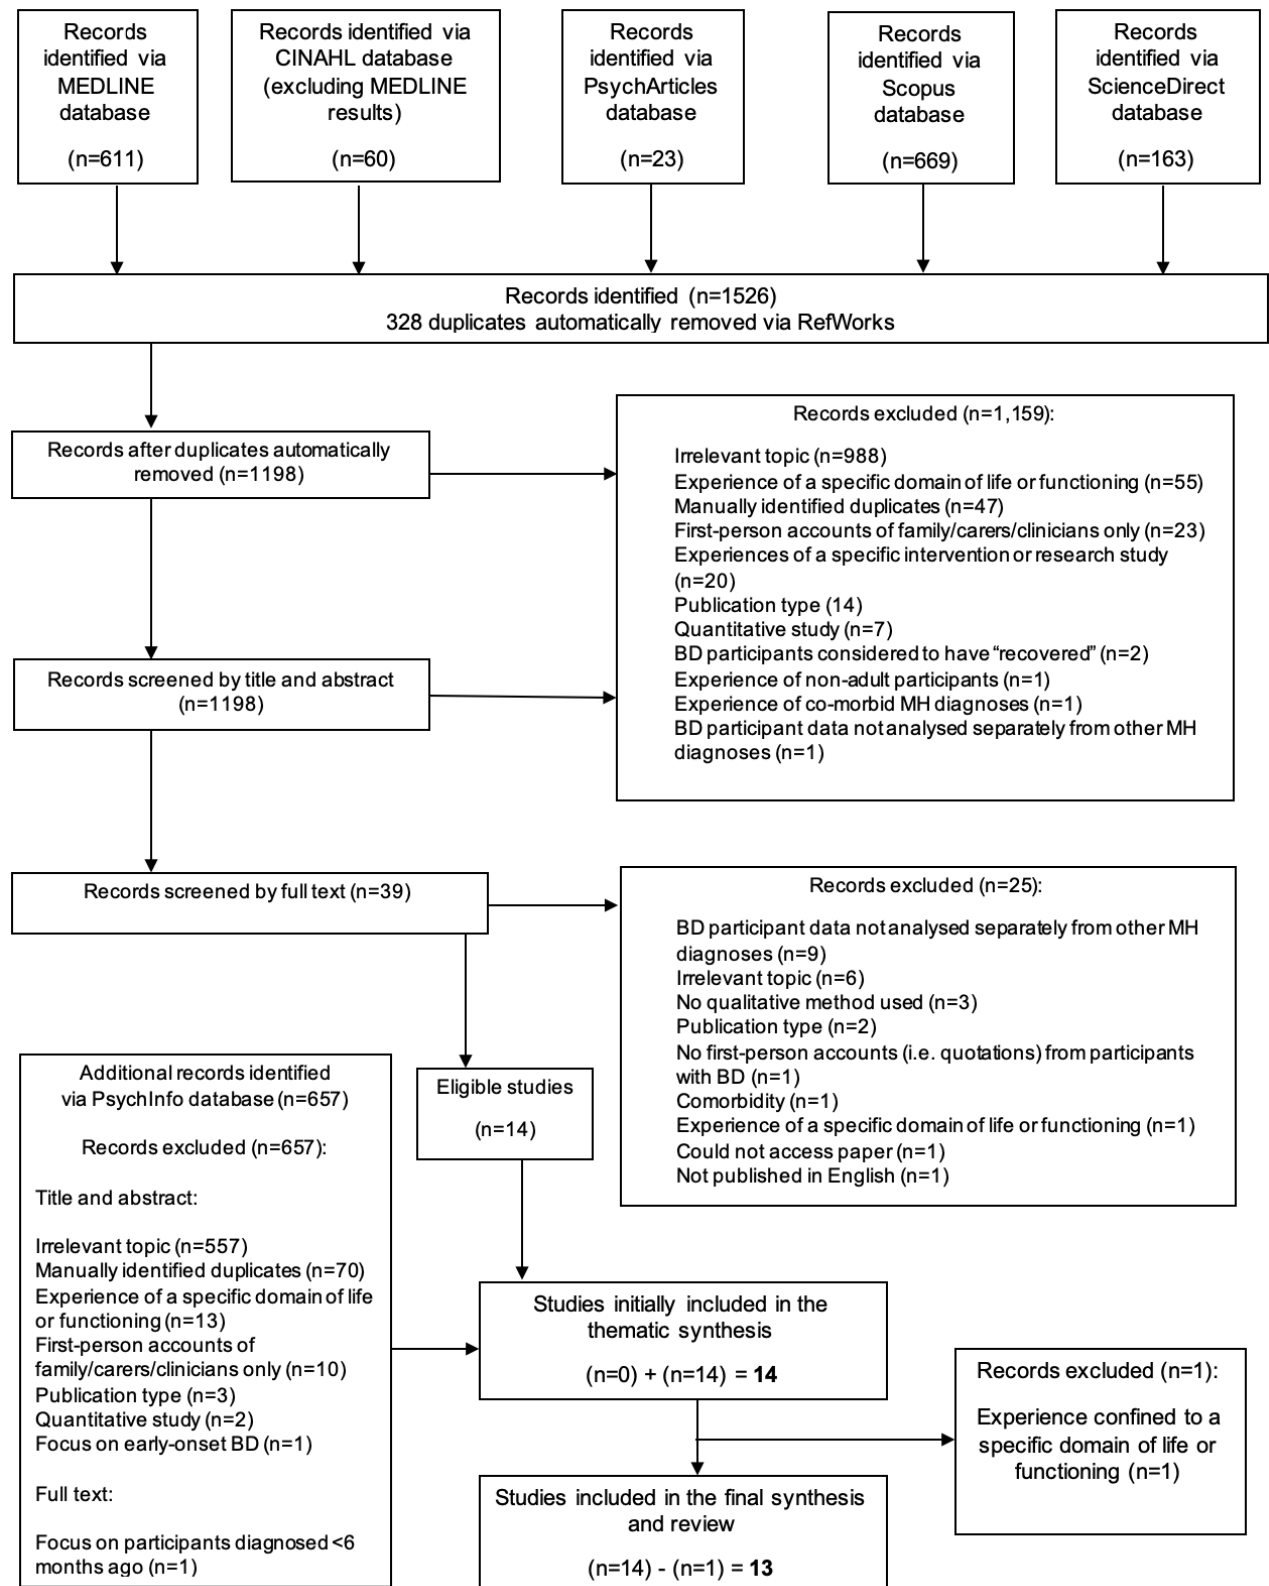 Records
identified via
MEDLINE
database
(n=611)
Records identified via
CINAHL database
(excluding MEDLINE
results)
(n=60)
Records
identified via
PsychArticles
database
(n=23)
Records
identified via
Scopus
database
(n=669)
Records
identified via
ScienceDirect
database
(n=163)
Records identified (n=1526)
328 duplicates automatically removed via RefWorks
Records after duplicates automatically
removed (n=1198)
Records excluded (n=1,159):
Irrelevant topic (n=988)
Experience of a specific domain of life or functioning (n=55)
Manually identified duplicates (n=47)
First-person accounts of family/carers/clinicians only (n=23)
Experiences of a specific intervention or research study
(n=20)
Publication type (14)
Quantitative study (n=7)
BD participants considered to have “recovered” (n=2)
Experience of non-adult participants (n=1)
Experience of co-morbid MH diagnoses (n=1)
BD participant data not analysed separately from other MH
diagnoses (n=1)
Records screened by title and abstract
(n=1198)
Records screened by full text (n=39)
Records excluded (n=25):
BD participant data not analysed separately from other MH
diagnoses (n=9)
Irrelevant topic (n=6)
No qualitative method used (n=3)
Publication type (n=2)
No first-person accounts (i.e. quotations) from participants
with BD (n=1)
Comorbidity (n=1)
Experience of a specific domain of life or functioning (n=1)
Could not access paper (n=1)
Not published in English (n=1)
Eligible studies
(n=14)
Additional records identified
via PsychInfo database (n=657)
Records excluded (n=657):
Title and abstract:
Irrelevant topic (n=557)
Manually identified duplicates (n=70)
Experience of a specific domain of life
or functioning (n=13)
First-person accounts of
family/carers/clinicians only (n=10)
Publication type (n=3)
Quantitative study (n=2)
Focus on early-onset BD (n=1)
Full text:
Focus on participants diagnosed <6
months ago (n=1)
Studies initially included in the
thematic synthesis
(n=0) + (n=14) = 14
Records excluded (n=1):
Experience confined to a
specific domain of life or
functioning (n=1)
Studies included in the final synthesis
and review
(n=14) - (n=1) = 13